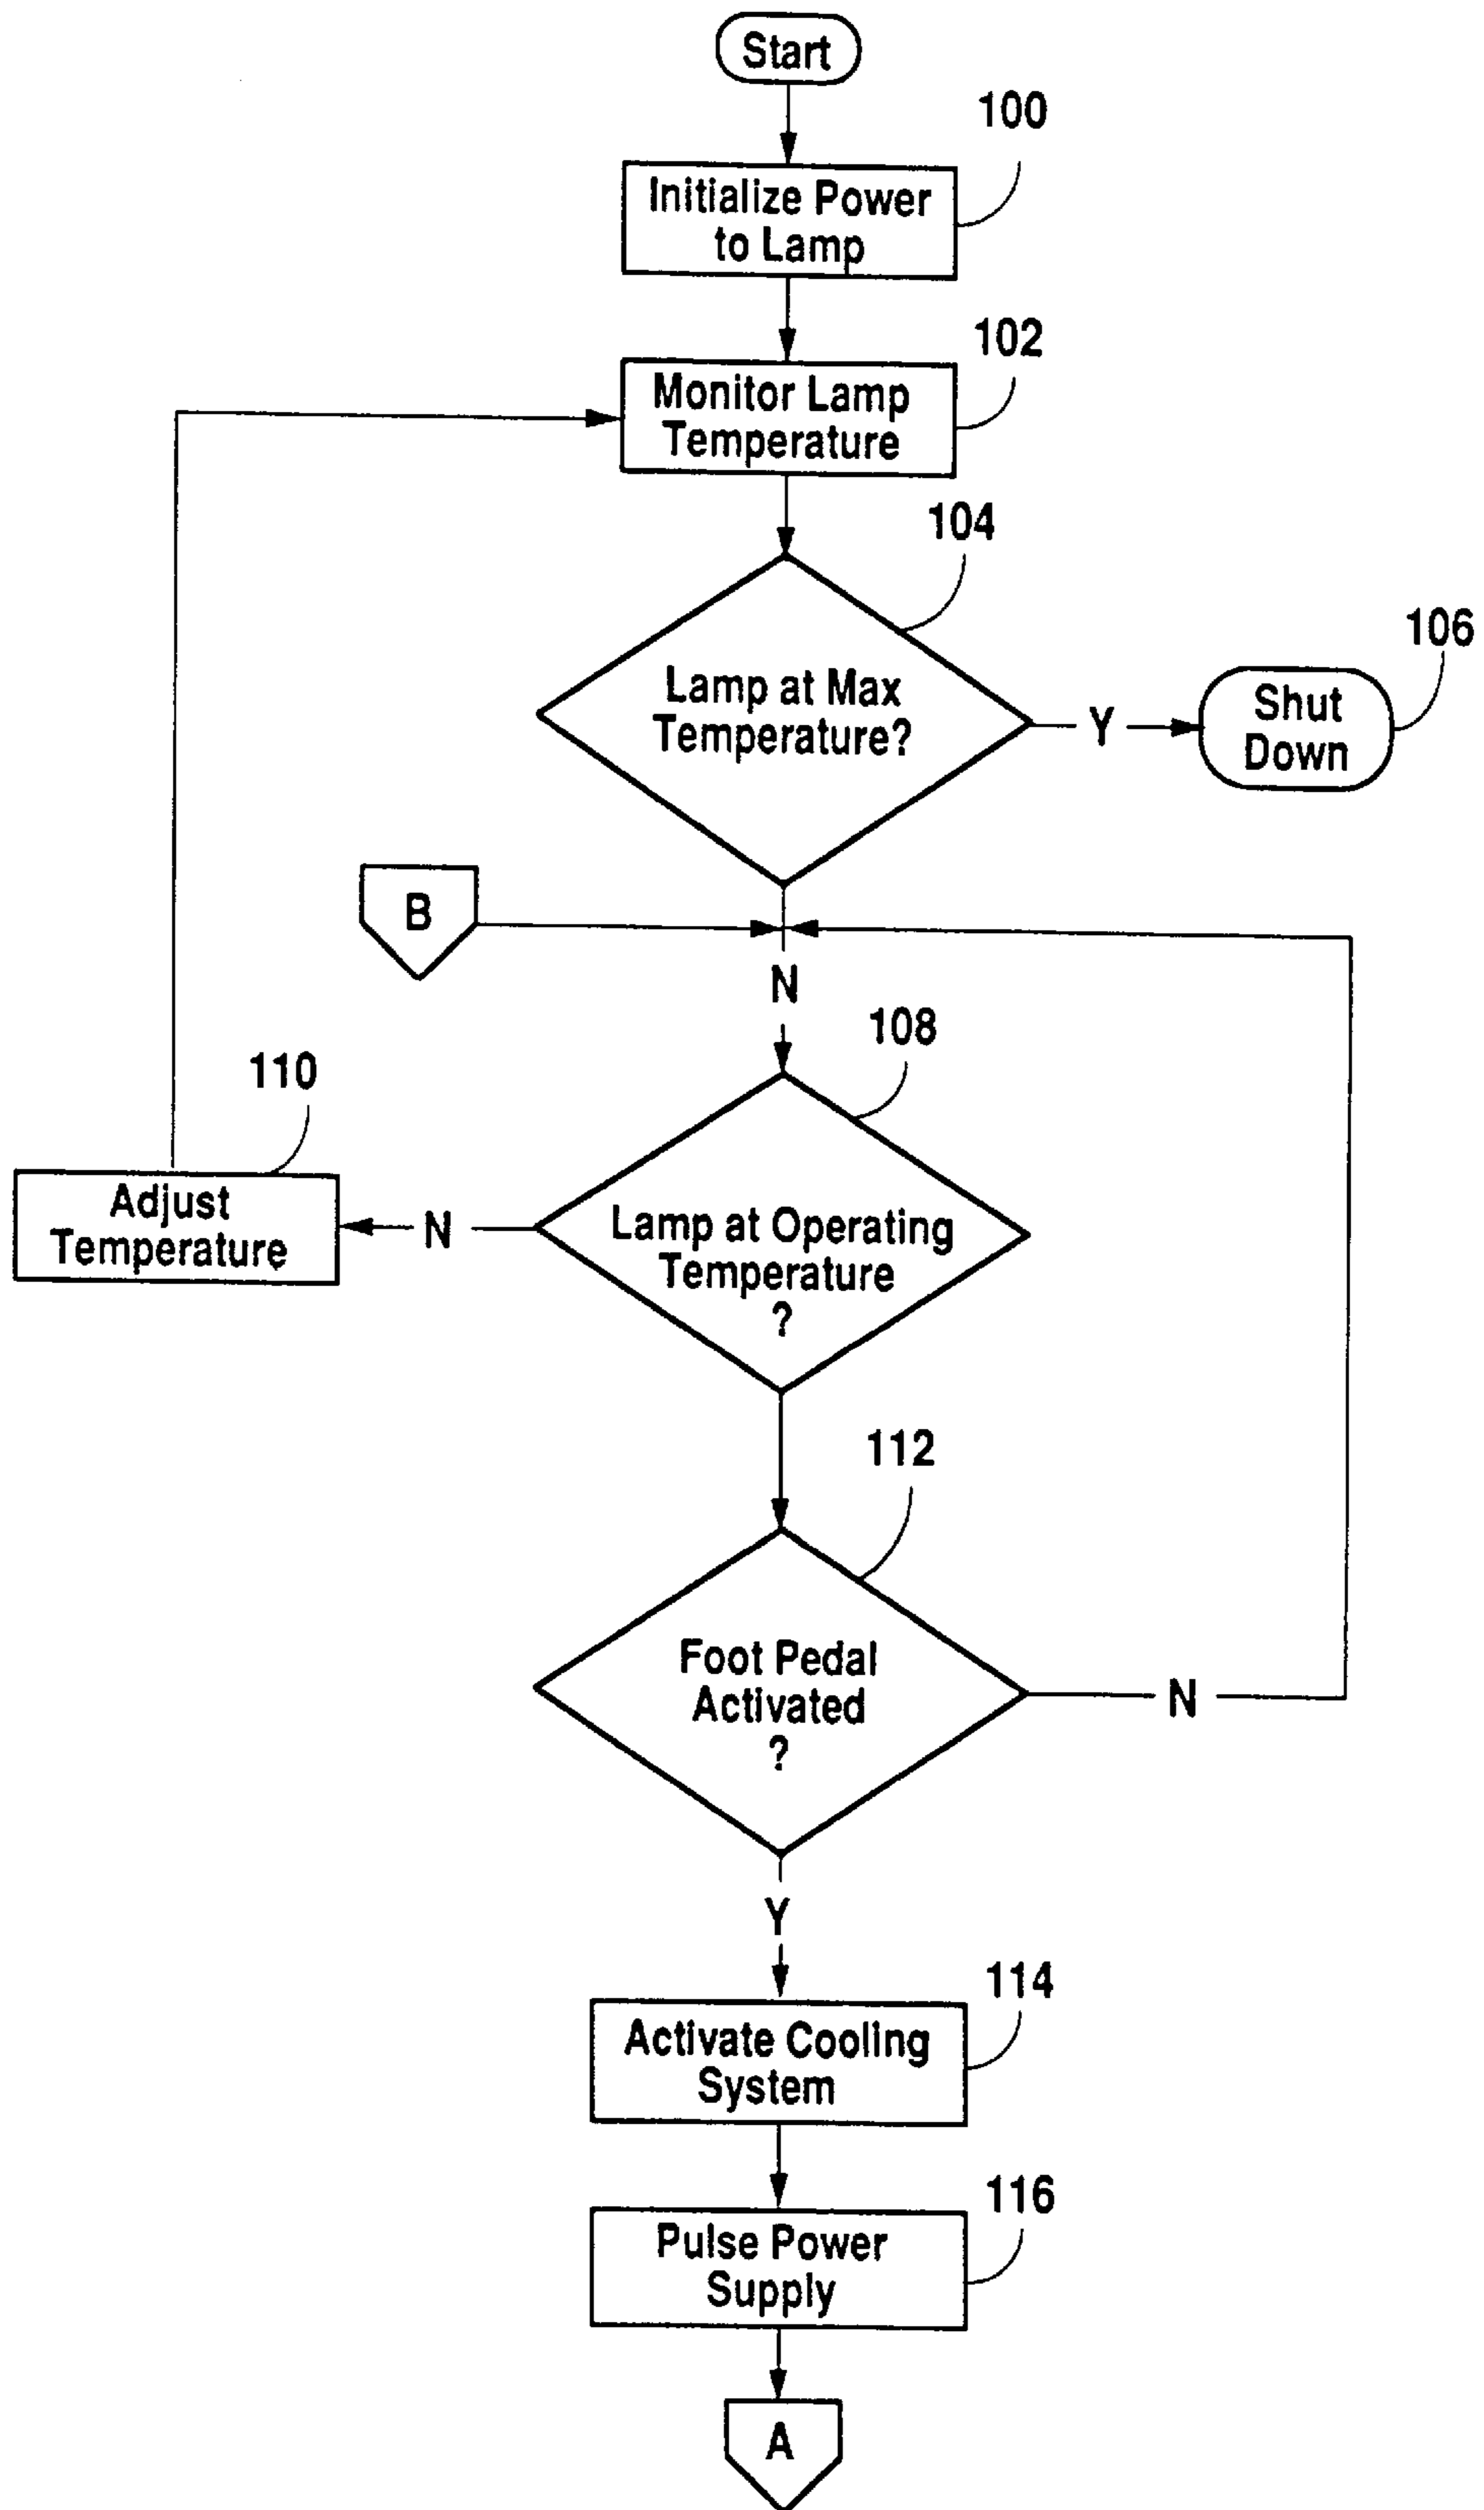 Start
100
Initialize Power
to Lamp
102
Monitor Lamp
Temperature
104
Lamp at Max
Temperature?
Y
106
Shut
Down
B
N
108
110
Adjust
Temperature
N
Lamp at Operating
Temperature
?
112
Foot Pedal
Activated
?
N
Y
114
Activate Cooling
System
116
Pulse Power
Supply
A